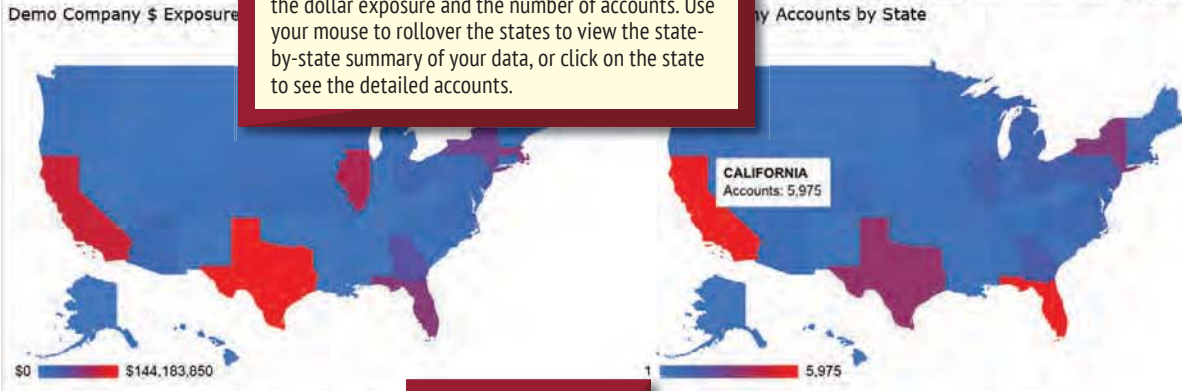 the dollar exposure and the number of accounts. Use
your mouse to rollover the states to view the state-
by-state summary of your data, or click on the state
to see the detailed accounts.
Demo Company $ Exposure
y Accounts by State
CALIFORNIA
Accounts: 5,975
$0
$144,183,850
1
5,975